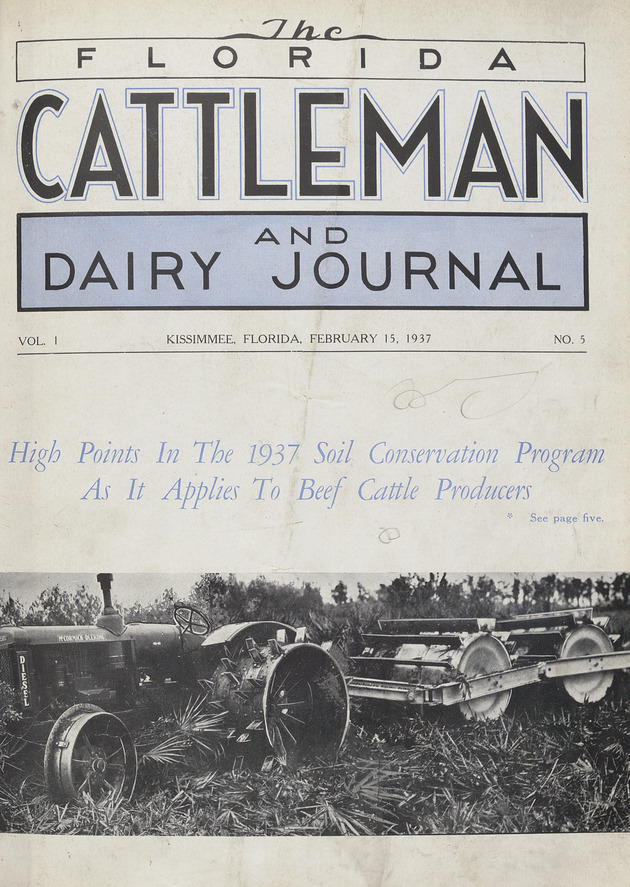 The
FLORIDA
CATTLEMAN
AND
DAIRY JOURNAL
VOL. 1 KISSIMMEE, FLORIDA, FEBRUARY 15, 1937 NO. 5
High Points In The 1937 Soil Conservation Program
As It Applies To Beef Cattle Producers
* See page five.
McCORMICK-DEERING
DIESEL